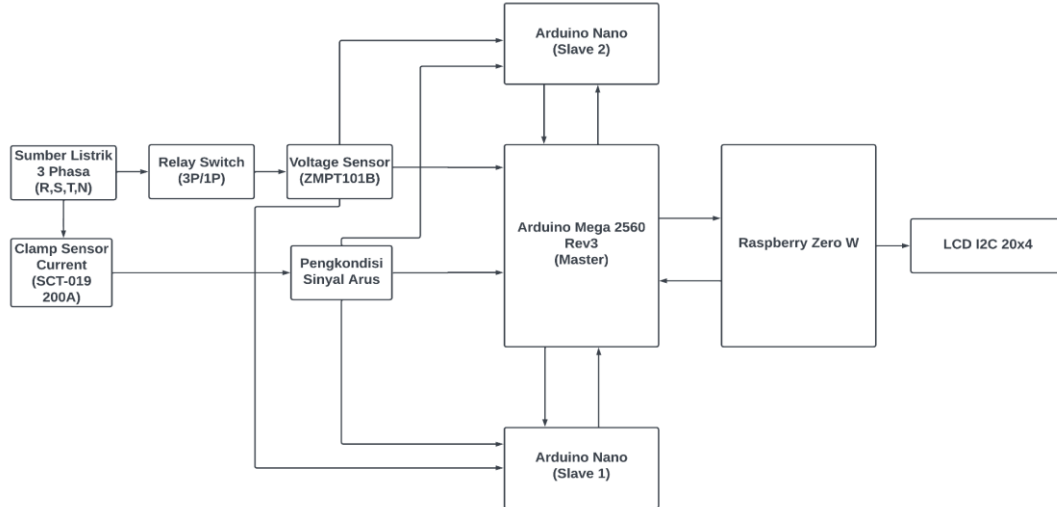 Arduino Nano
(Slave 2)
Sumber Listrik
3 Phasa
(R,S,T,N)
Relay Switch
(3P/1P)
Voltage Sensor
(ZMPT101B)
Clamp Sensor
Current
(SCT-019
200A)
Pengkondisi
Sinyal Arus
Arduino Mega 2560
Rev3
(Master)
Raspberry Zero W
LCD I2C 20x4
Arduino Nano
(Slave 1)